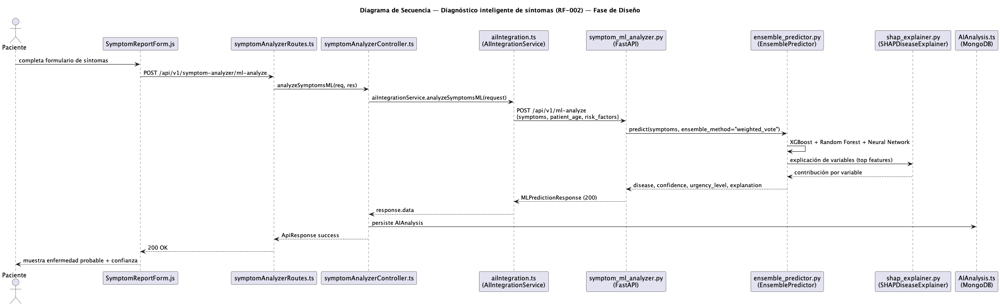 Diagrama de Secuencia — Diagnóstico inteligente de síntomas (RF-002) — Fase de Diseño
Paciente
SymptomReportForm.js
symptomAnalyzerRoutes.ts
symptomAnalyzerController.ts
aiIntegration.ts
(AIIntegrationService)
symptom_ml_analyzer.py
(FastAPI)
ensemble_predictor.py
(EnsemblePredictor)
shap_explainer.py
(SHAPDiseaseExplainer)
AIAnalysis.ts
(MongoDB)
completa formulario de síntomas
POST /api/v1/symptom-analyzer/ml-analyze
analyzeSymptomsML(req, res)
aiIntegrationService.analyzeSymptomsML(request)
POST /api/v1/ml-analyze
{symptoms, patient_age, risk_factors}
predict(symptoms, ensemble_method="weighted_vote")
XGBoost + Random Forest + Neural Network
explicación de variables (top features)
contribución por variable
disease, confidence, urgency_level, explanation
MLPredictionResponse (200)
response.data
persiste AIAnalysis
ApiResponse success
200 OK
muestra enfermedad probable + confianza
Paciente
SymptomReportForm.js
symptomAnalyzerRoutes.ts
symptomAnalyzerController.ts
aiIntegration.ts
(AIIntegrationService)
symptom_ml_analyzer.py
(FastAPI)
ensemble_predictor.py
(EnsemblePredictor)
shap_explainer.py
(SHAPDiseaseExplainer)
AIAnalysis.ts
(MongoDB)